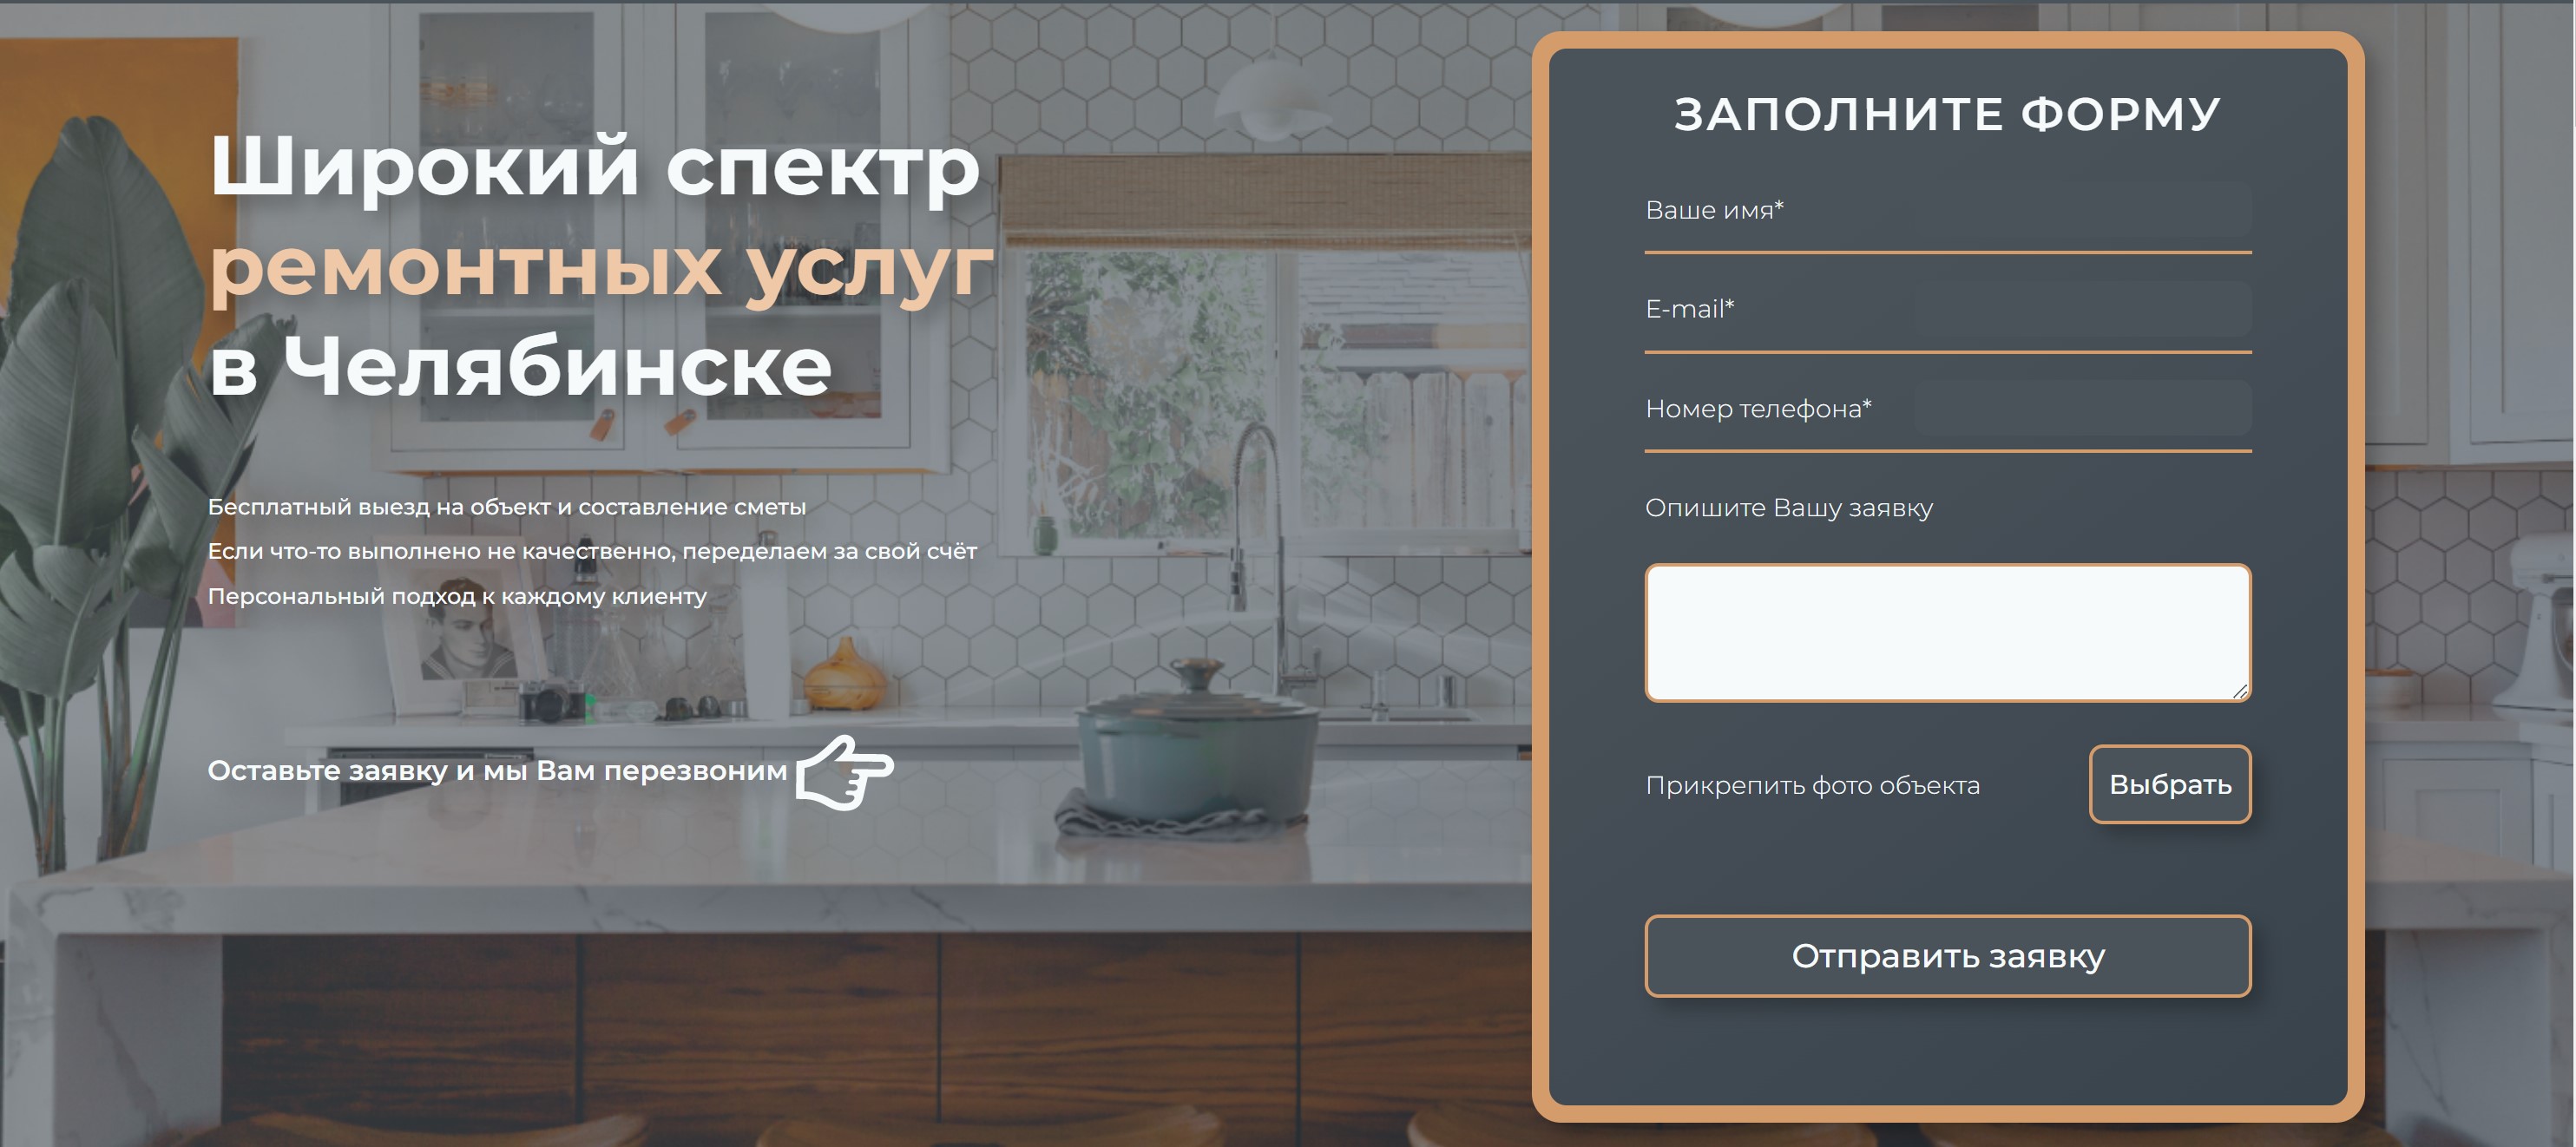 Широкий спектр
ремонтных услуг
в Челябинске
Бесплатный выезд на объект и составление сметы
Если что-то выполнено не качественно, переделаем за свой счёт
Персональный подход к каждому клиенту
Оставьте заявку и мы Вам перезвоним
ЗАПОЛНИТЕ ФОРМУ
Ваше имя*
E-mail*
Номер телефона*
Опишите Вашу заявку
Прикрепить фото объекта
Выбрать
Отправить заявку